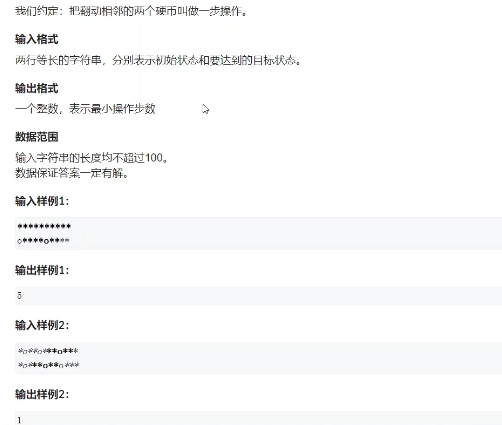 我们约定：把翻动相邻的两个硬币叫做一步操作。
输入格式
两行等长的字符串，分别表示初始状态和要达到的目标状态。
输出格式
一个整数，表示最小操作步数
数据范围
输入字符串的长度均不超过100。
数据保证答案一定有解。
输入样例1：
**********
o****o****
输出样例1：
5
输入样例2：
*o**o***o***
*o***o**o***
输出样例2：
1